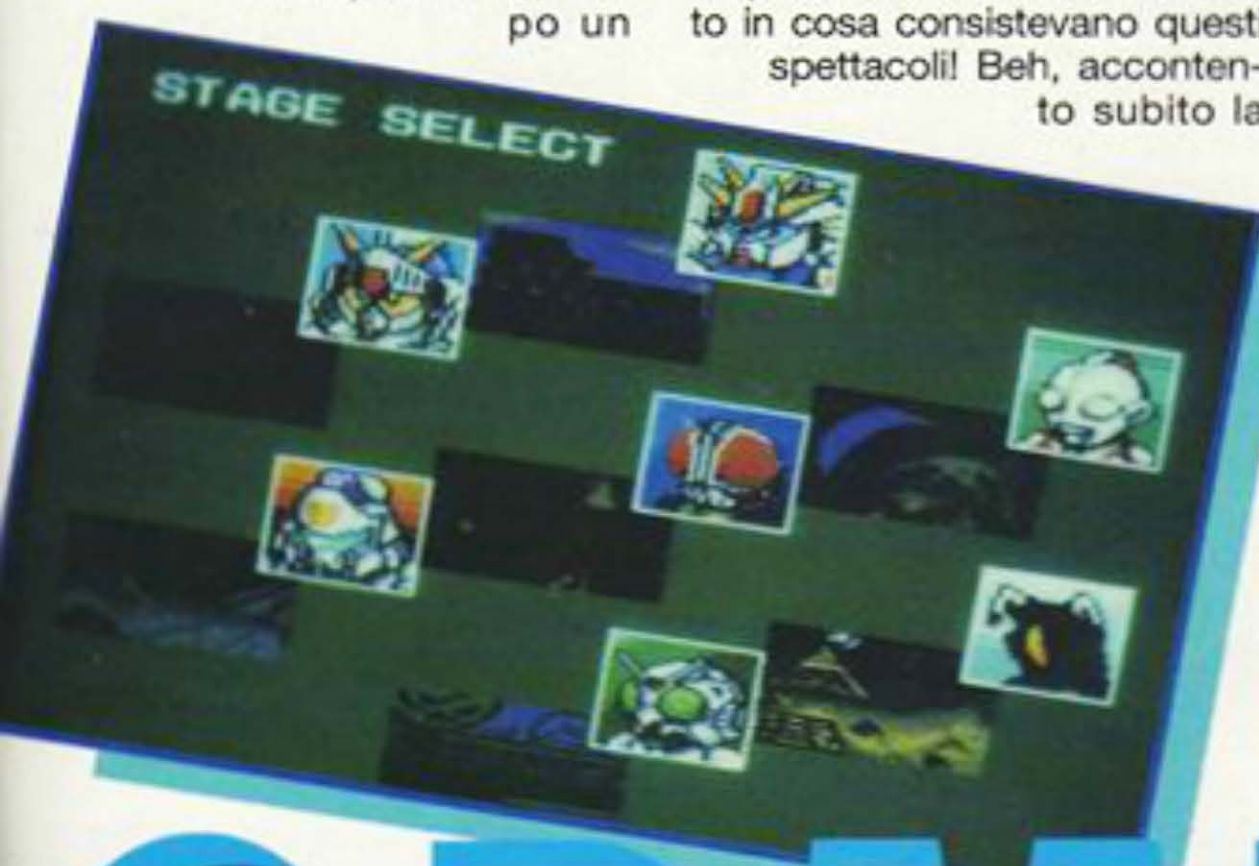 po un to in cosa consistevano quest
spettacoli! Beh, acconten-
to subito la
STAGE SELECT